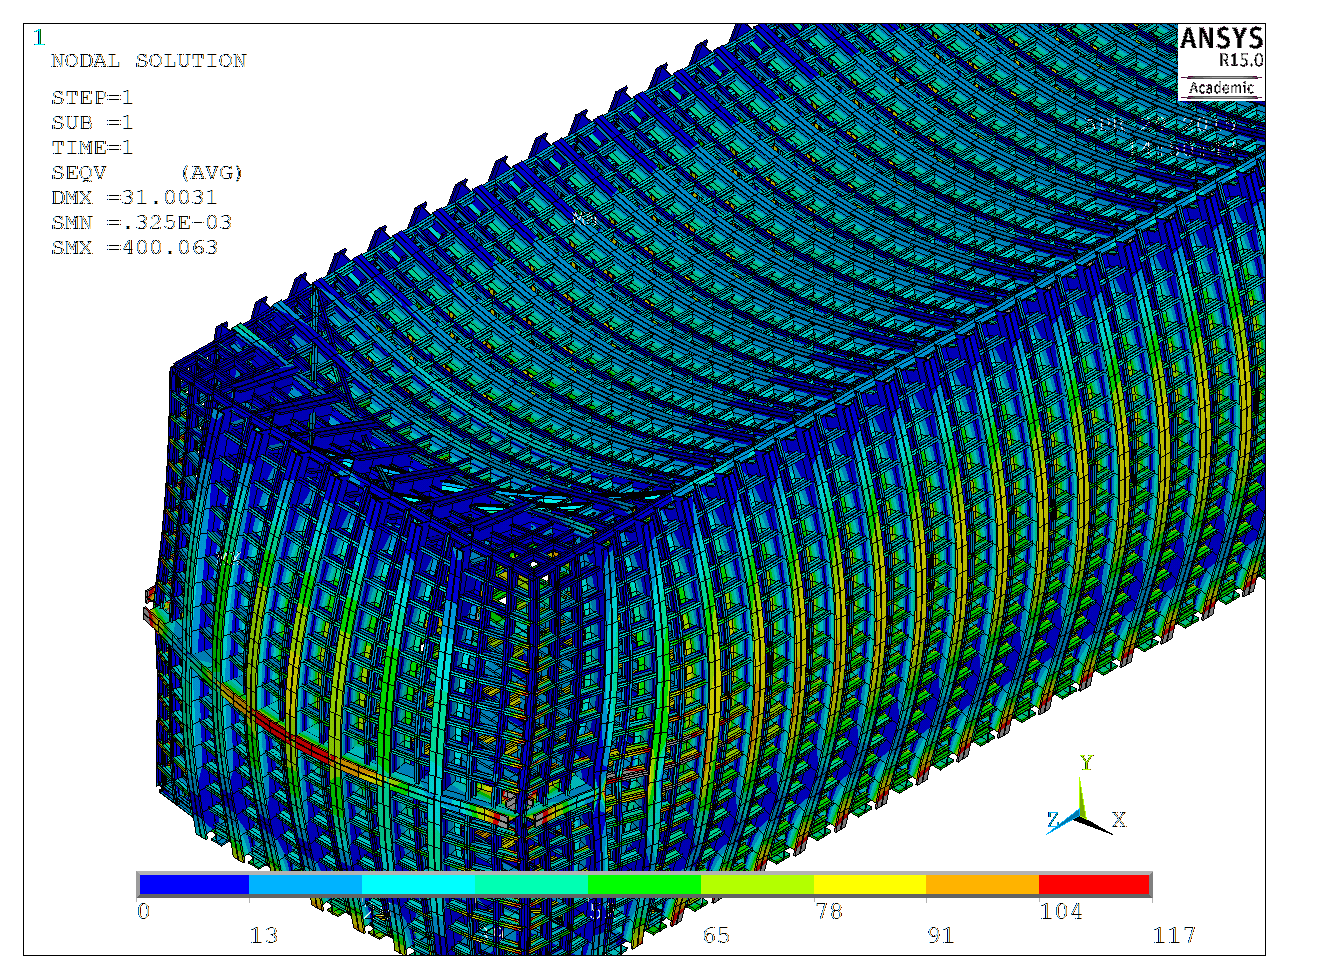 1
NODAL SOLUTION
STEP=1
SUB =1
TIME=1
SEQV (AVG)
DMX =31.0031
SMN =.325E-03
SMX =400.063
ANSYS
R15.0
Academic
Y
Z X
0 78 104
13 65 91 117